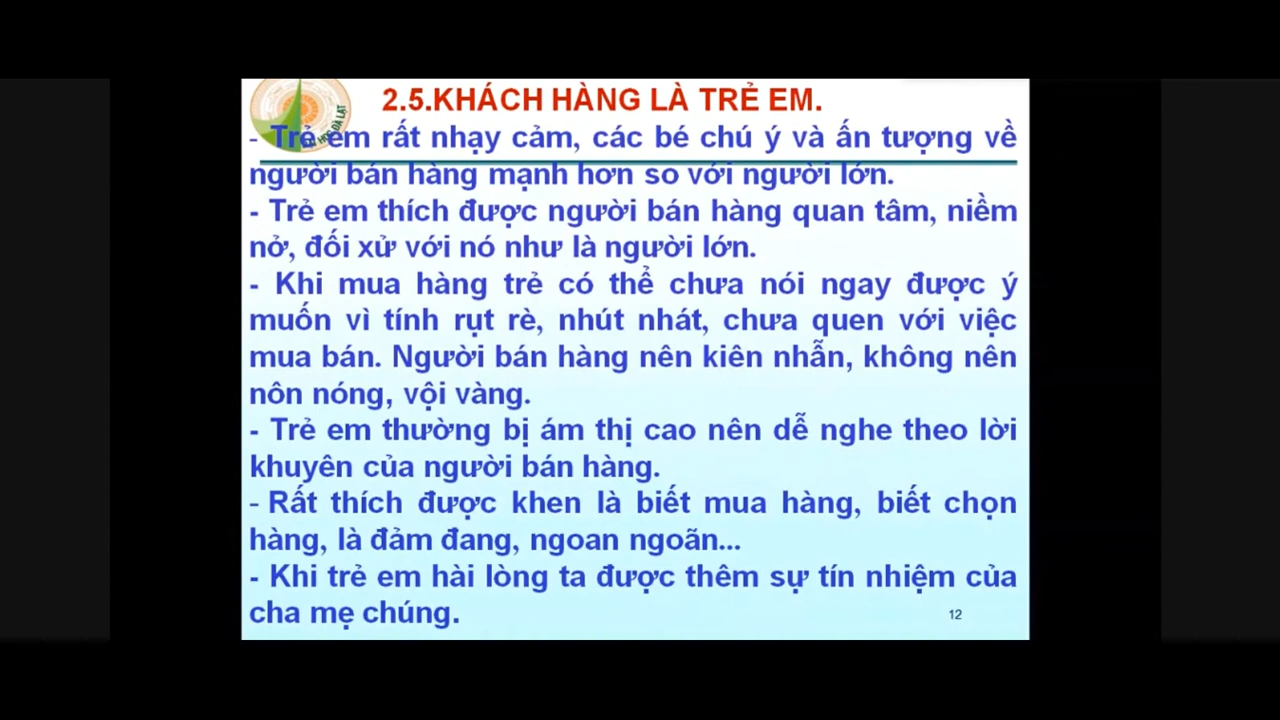 2.5.KHÁCH HÀNG LÀ TRẺ EM.
- Trẻ em rất nhạy cảm, các bé chú ý và ấn tượng về
người bán hàng mạnh hơn so với người lớn.
- Trẻ em thích được người bán hàng quan tâm, niềm
nở, đối xử với nó như là người lớn.
- Khi mua hàng trẻ có thể chưa nói ngay được ý
muốn vì tính rụt rè, nhút nhát, chưa quen với việc
mua bán. Người bán hàng nên kiên nhẫn, không nên
nôn nóng, vội vàng.
- Trẻ em thường bị ám thị cao nên dễ nghe theo lời
khuyên của người bán hàng.
- Rất thích được khen là biết mua hàng, biết chọn
hàng, là đảm đang, ngoan ngoãn...
- Khi trẻ em hài lòng ta được thêm sự tín nhiệm của
cha mẹ chúng.
12